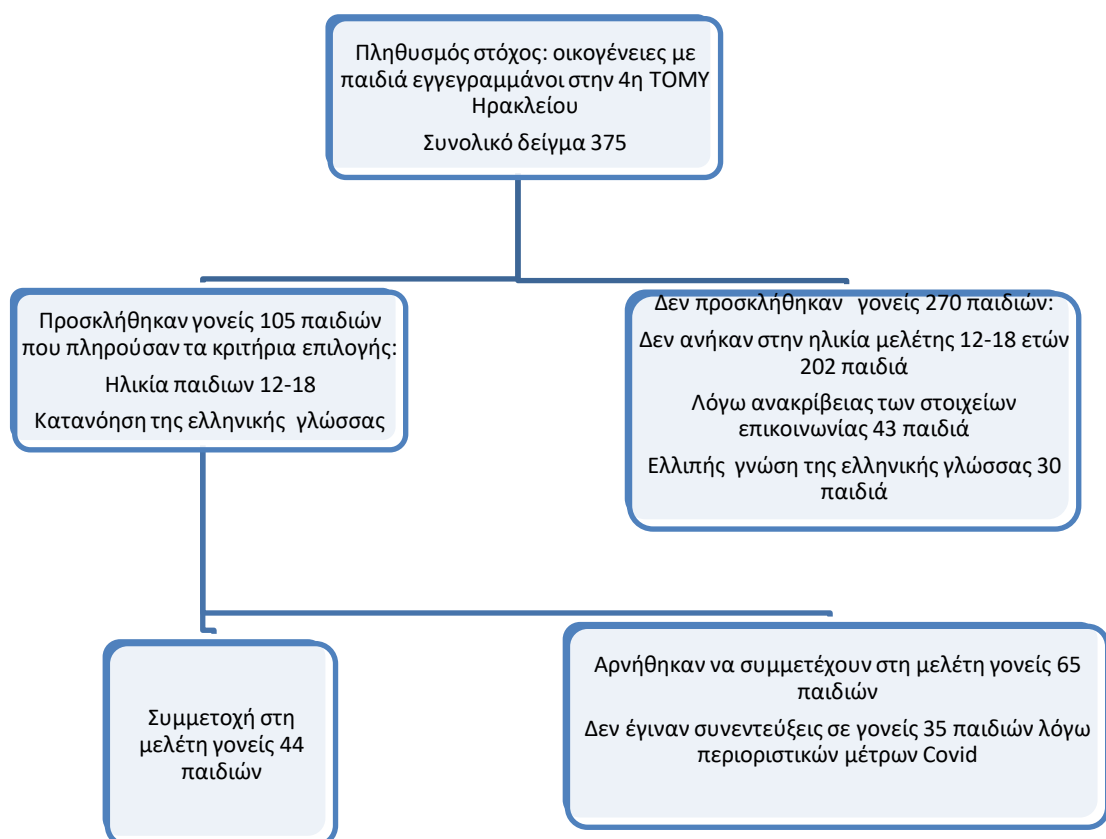 Πληθυσμός στόχος: οικογένειες με
παιδιά εγγεγραμμάνοι στην 4η ΤΟΜΥ
Ηρακλείου
Συνολικό δείγμα 375
Προσκλήθηκαν γονείς 105 παιδιών
που πληρούσαν τα κριτήρια επιλογής:
Ηλικία παιδιων 12-18
Κατανόηση της ελληνικής γλώσσας
Δεν προσκλήθηκαν γονείς 270 παιδιών:
Δεν ανήκαν στην ηλικία μελέτης 12-18 ετών
202 παιδιά
Λόγω ανακρίβειας των στοιχείων
επικοινωνίας 43 παιδιά
Ελλιπής γνώση της ελληνικής γλώσσας 30
παιδιά
Συμμετοχή στη
μελέτη γονείς 44
παιδιών
Αρνήθηκαν να συμμετέχουν στη μελέτη γονείς 65
παιδιών
Δεν έγιναν συνεντεύξεις σε γονείς 35 παιδιών λόγω
περιοριστικών μέτρων Covid